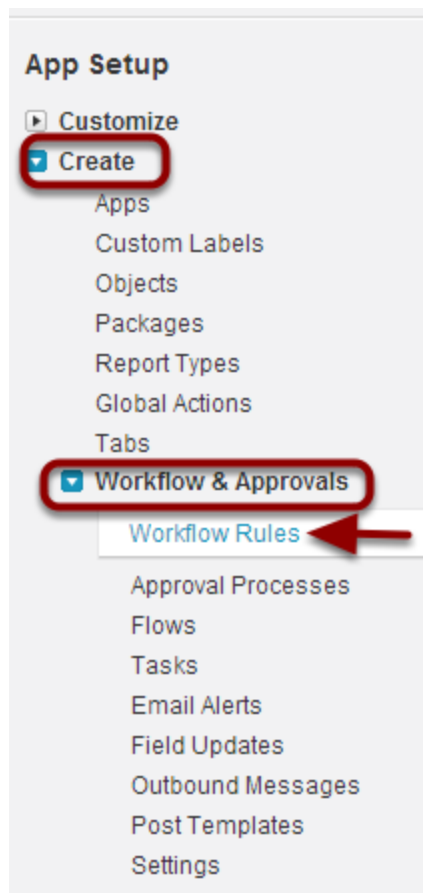 App Setup
Customize
Create
Apps
Custom Labels
Objects
Packages
Report Types
Global Actions
Tabs
Workflow & Approvals
Workflow Rules
Approval Processes
Flows
Tasks
Email Alerts
Field Updates
Outbound Messages
Post Templates
Settings